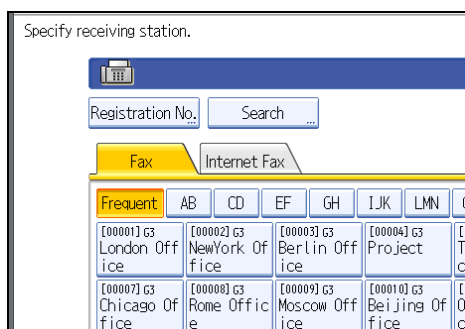 Specify receiving station.
Registration No. Search
Fax Internet Fax
Frequent AB CD EF GH IJK LMN
[00001] G3 [00002] G3 [00003] G3 [00004] G3
London Off NewYork Of Berlin Off Project
ice ffice ice
[00007] G3 [00008] G3 [00009] G3 [00010] G3
Chicago Of Rome Offic Moscow Off Beijing Of
fice e ice fice